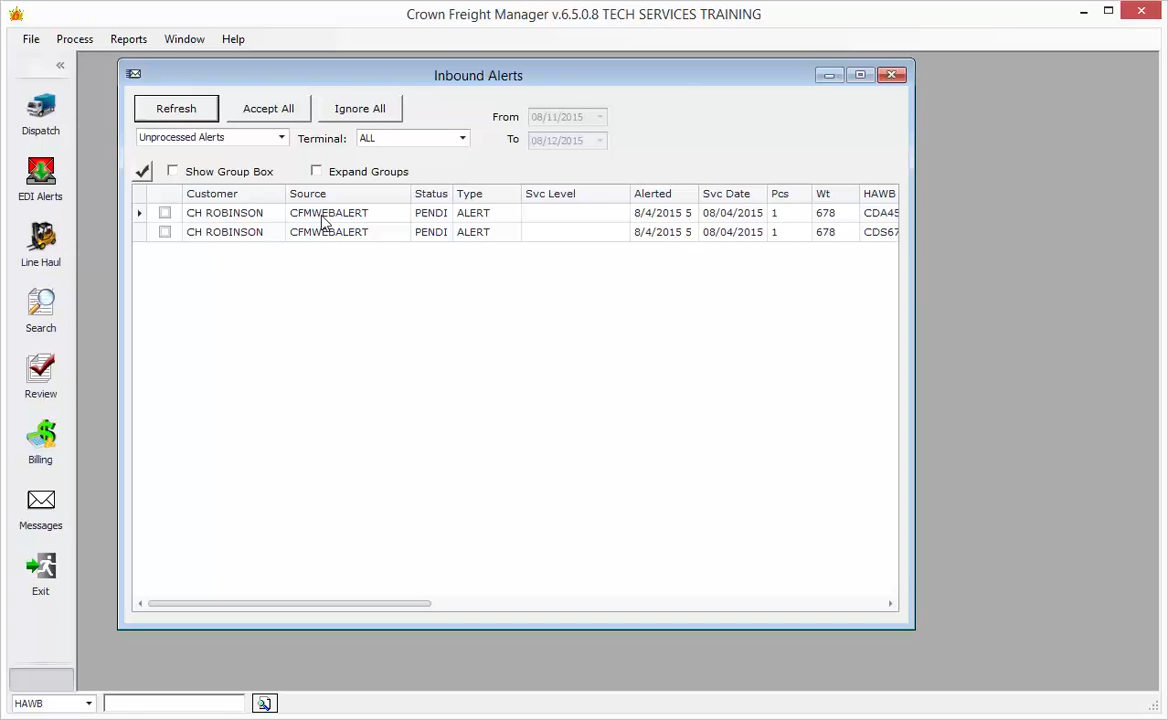 Crown Freight Manager v.6.5.0.8 TECH SERVICES TRAINING
File Process Reports Window Help
«
Dispatch
EDI Alerts
Line Haul
Search
Review
Billing
Messages
Exit
Inbound Alerts
Refresh Accept All Ignore All From 08/11/2015
Unprocessed Alerts Terminal: ALL To 08/12/2015
Show Group Box Expand Groups
Customer Source Status Type Svc Level Alerted Svc Date Pcs Wt HAWB
CH ROBINSON CFMWEBALERT PENDI ALERT 8/4/2015 5 08/04/2015 1 678 CDA45
CH ROBINSON CFMWEBALERT PENDI ALERT 8/4/2015 5 08/04/2015 1 678 CDS67
HAWB